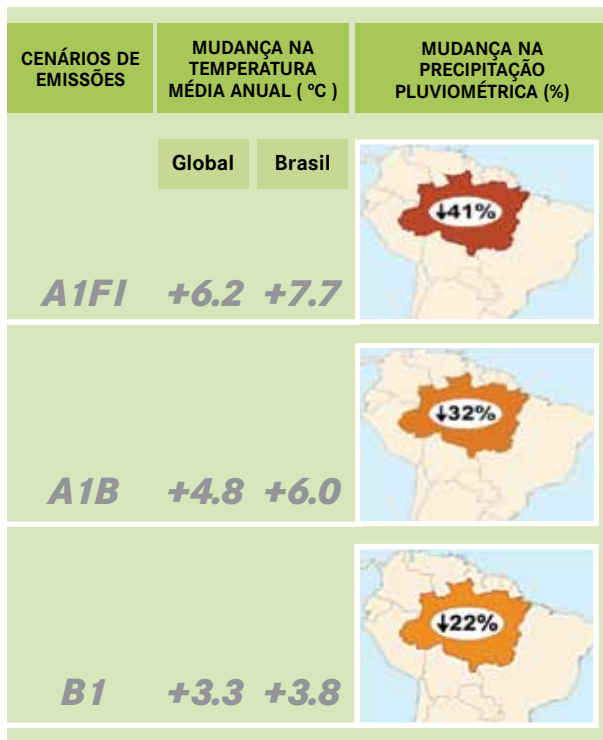 CENÁRIOS DE
EMISSÕES
MUDANÇA NA
TEMPERATURA
MÉDIA ANUAL ( ºC )
MUDANÇA NA
PRECIPITAÇÃO
PLUVIOMÉTRICA (%)
Global Brasil
↓41%
A1FI +6.2 +7.7
↓32%
A1B +4.8 +6.0
↓22%
B1 +3.3 +3.8